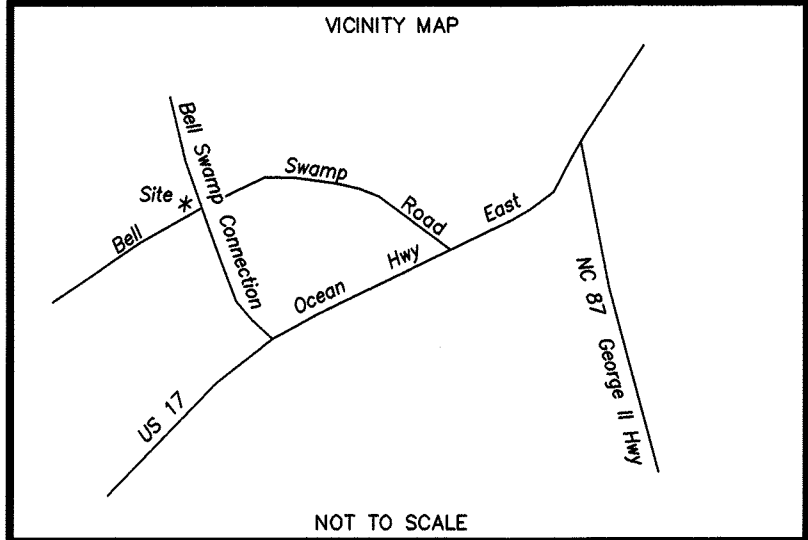 VICINITY MAP
Bell Swamp Connection
Site *
Bell Swamp Road
US 17 Ocean Hwy East
NC 87 George II Hwy
NOT TO SCALE